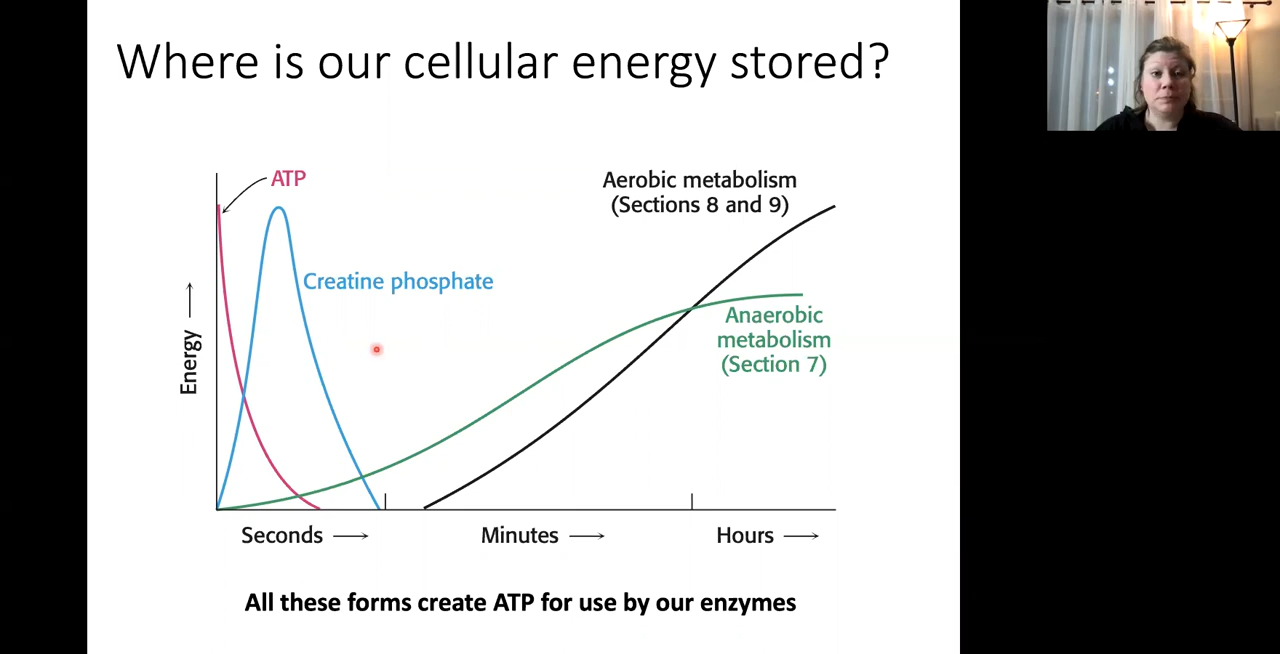 Where is our cellular energy stored?
ATP
Aerobic metabolism
(Sections 8 and 9)
Creatine phosphate
Anaerobic
metabolism
(Section 7)
Energy →
Seconds →
Minutes →
Hours →
All these forms create ATP for use by our enzymes